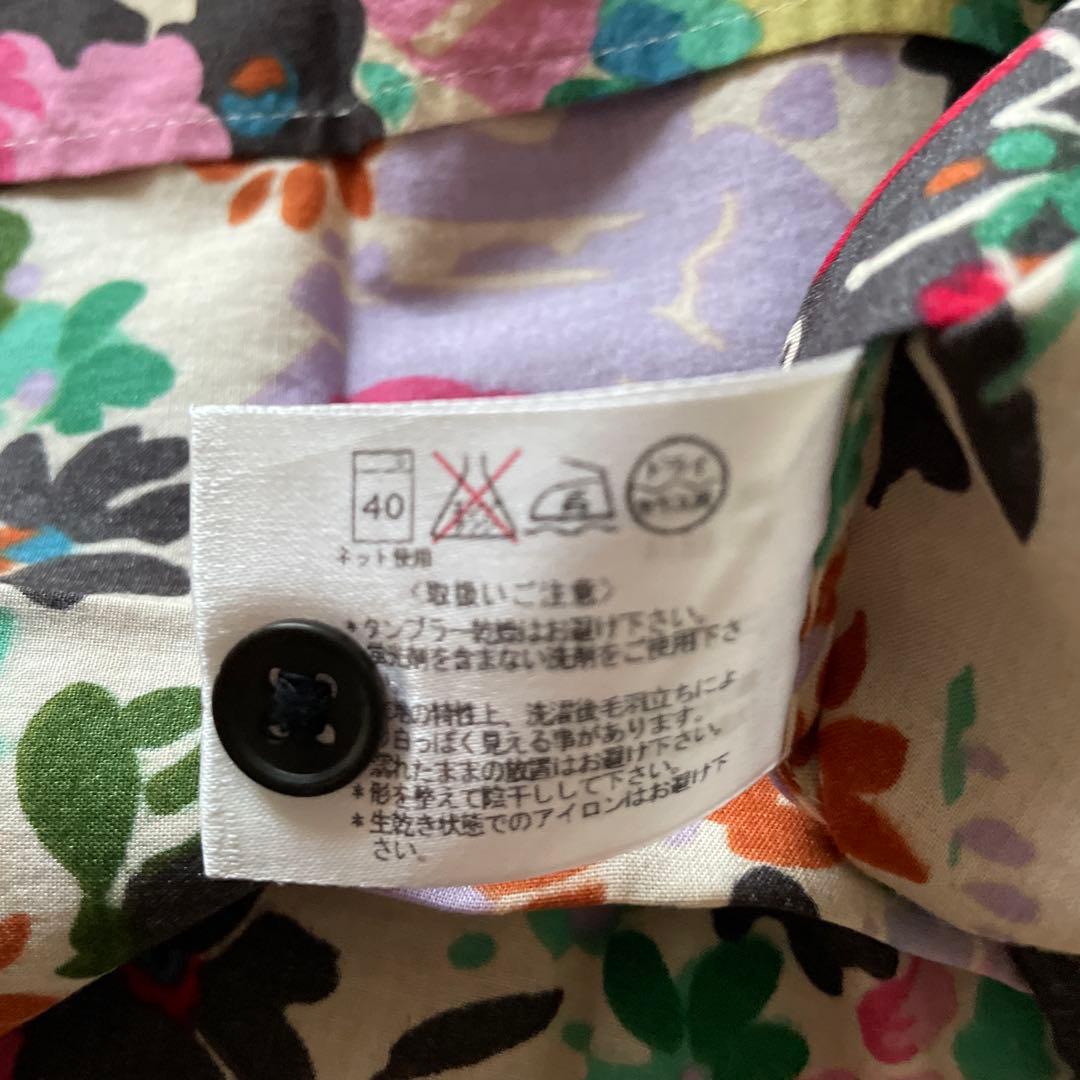 40
ネット使用
〈取扱いご注意〉
*タンブラー乾燥はお避け下さい。
洗剤を含まない洗剤をご使用下さ
の特性上、洗濯後毛羽立ちによ
白っぽく見える事があります。
濡れたままの放置はお避け下さい。
*形を整えて陰干しして下さい。
*生乾き状態でのアイロンはお避け下
さい。